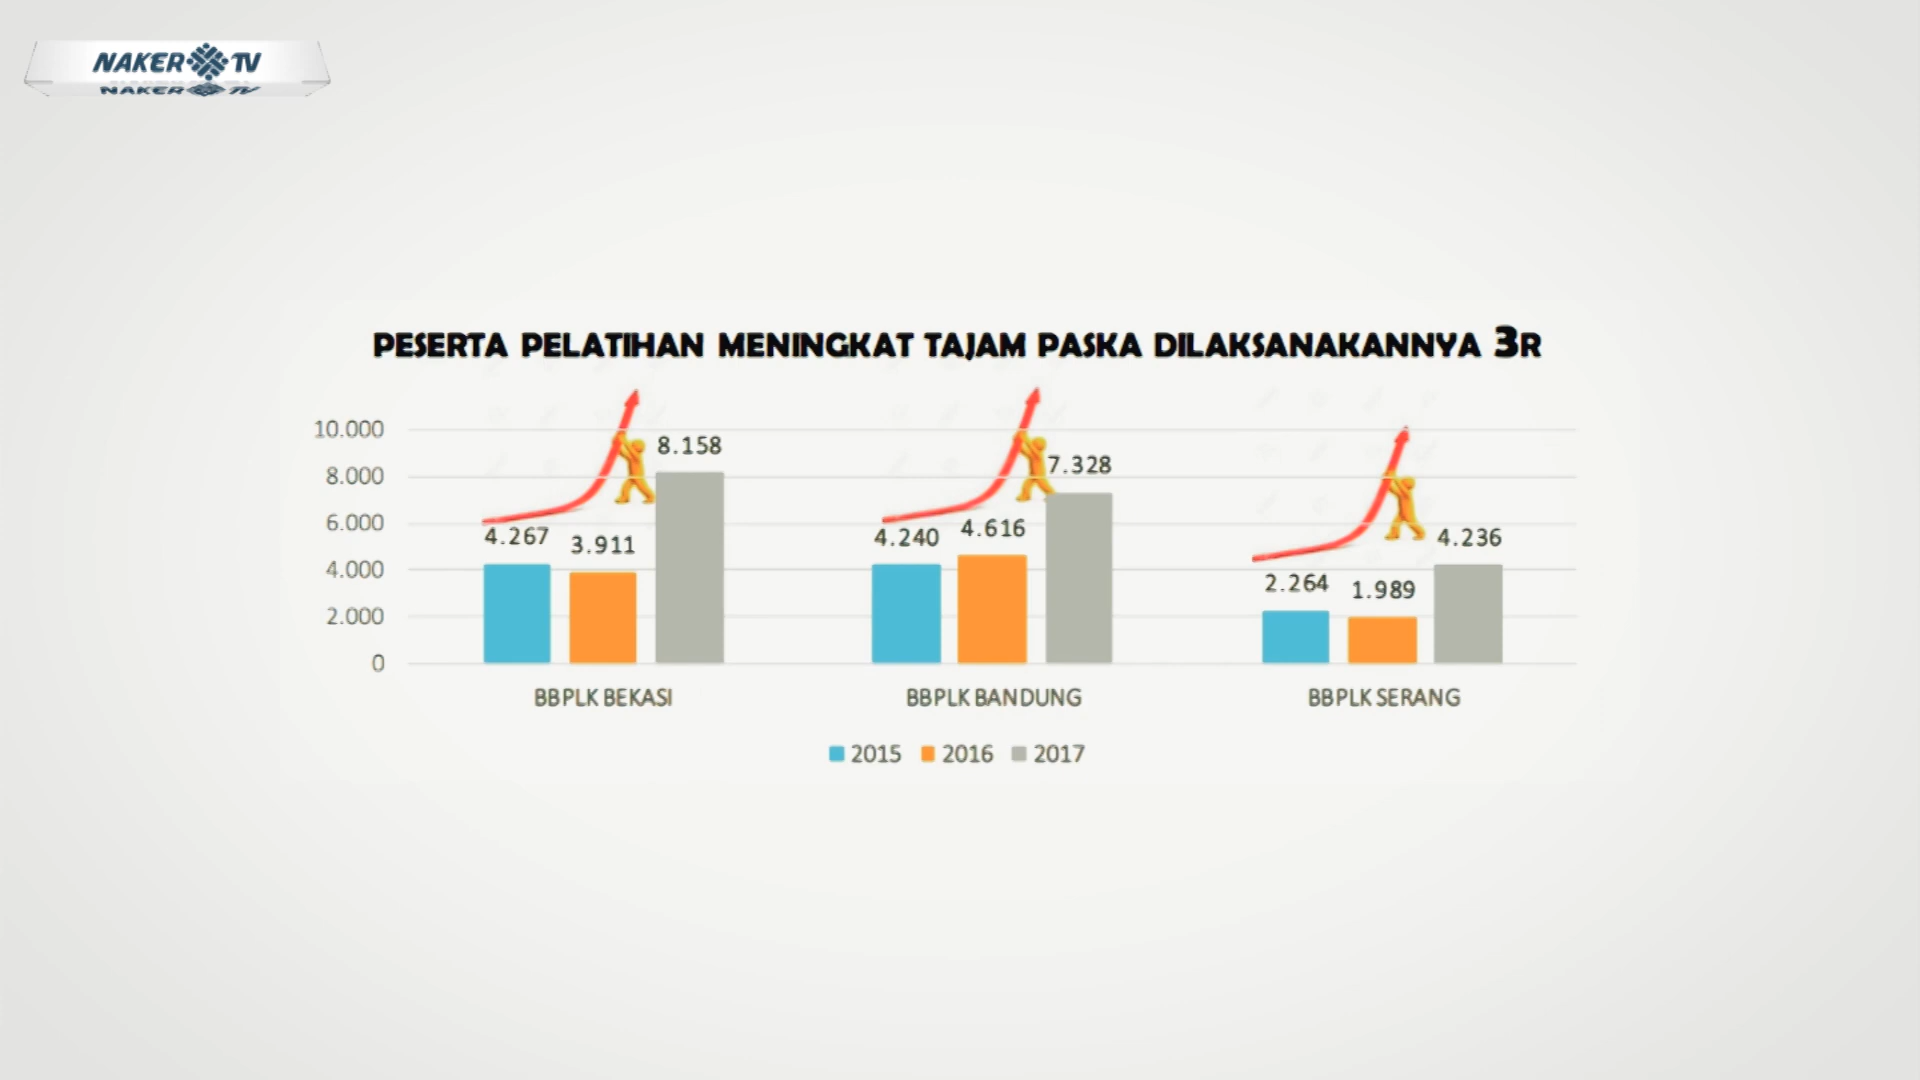 NAKER TV
PESERTA PELATIHAN MENINGKAT TAJAM PASKA DILAKSANAKANNYA 3R
10.000
8.000
6.000
4.000
2.000
0
4.267
3.911
8.158
4.240
4.616
7.328
2.264
1.989
4.236
BBPLK BEKASI
BBPLK BANDUNG
BBPLK SERANG
2015 2016 2017